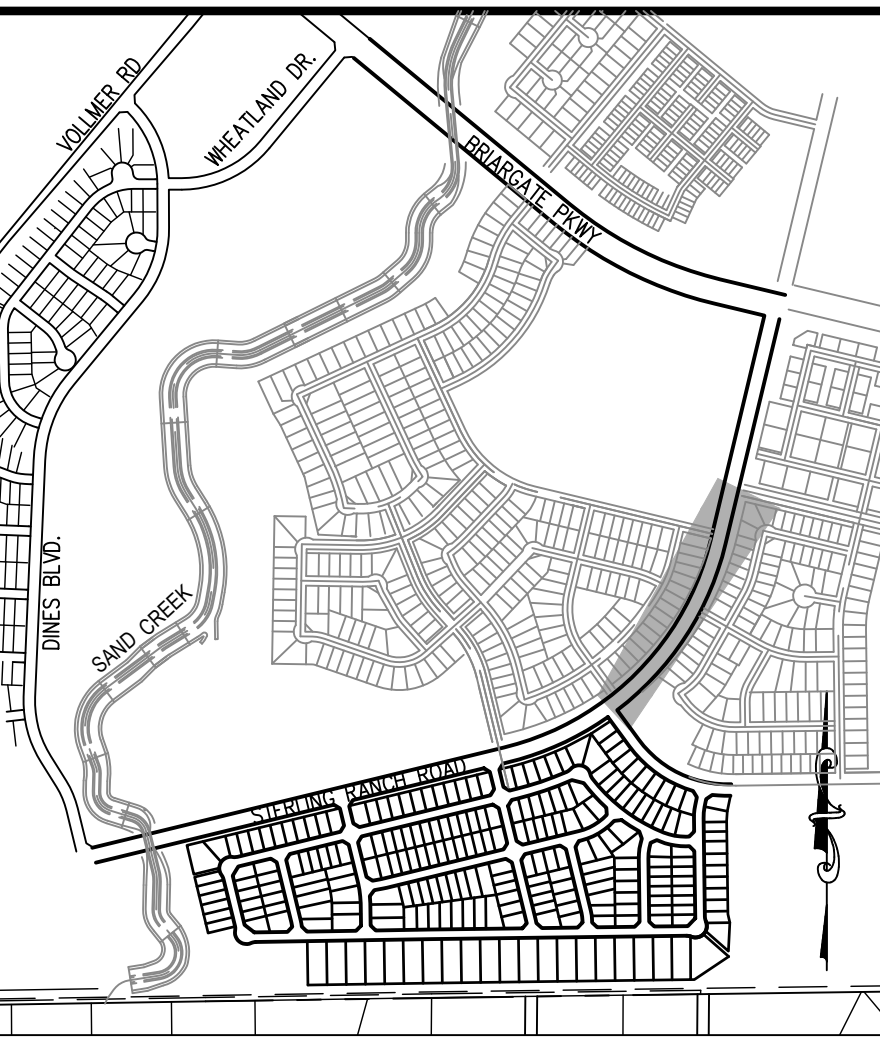 VOLLMER RD
WHEATLAND DR.
BRIARGATE PKWY
DINES BLVD.
SAND CREEK
STERLING RANCH ROAD